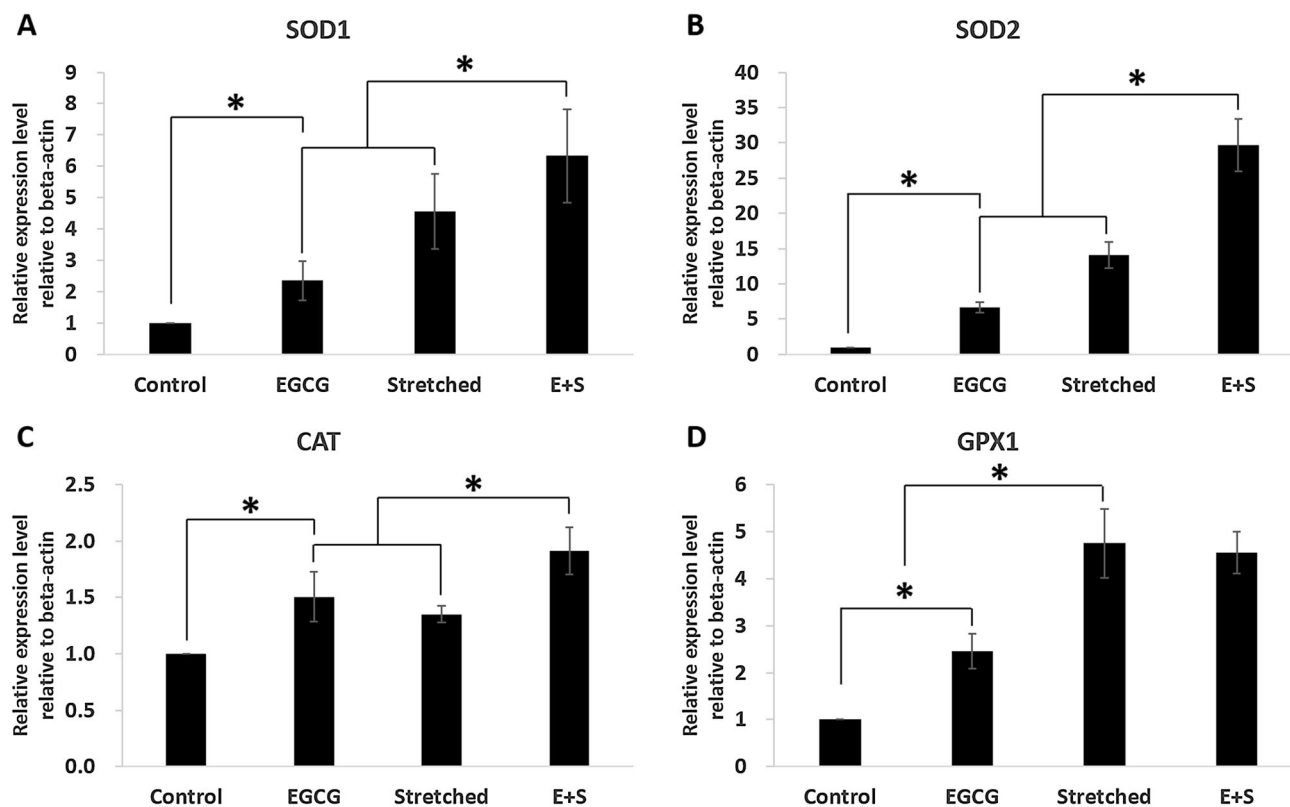 A
SOD1
Relative expression level
relative to beta-actin
9
8
7
6
5
4
3
2
1
0
*
*
Control
EGCG
Stretched
E+S
B
SOD2
Relative expression level
relative to beta-actin
40
35
30
25
20
15
10
5
0
*
*
Control
EGCG
Stretched
E+S
C
CAT
Relative expression level
relative to beta-actin
2.5
2.0
1.5
1.0
0.5
0.0
*
*
Control
EGCG
Stretched
E+S
D
GPX1
Relative expression level
relative to beta-actin
6
5
4
3
2
1
0
*
*
Control
EGCG
Stretched
E+S